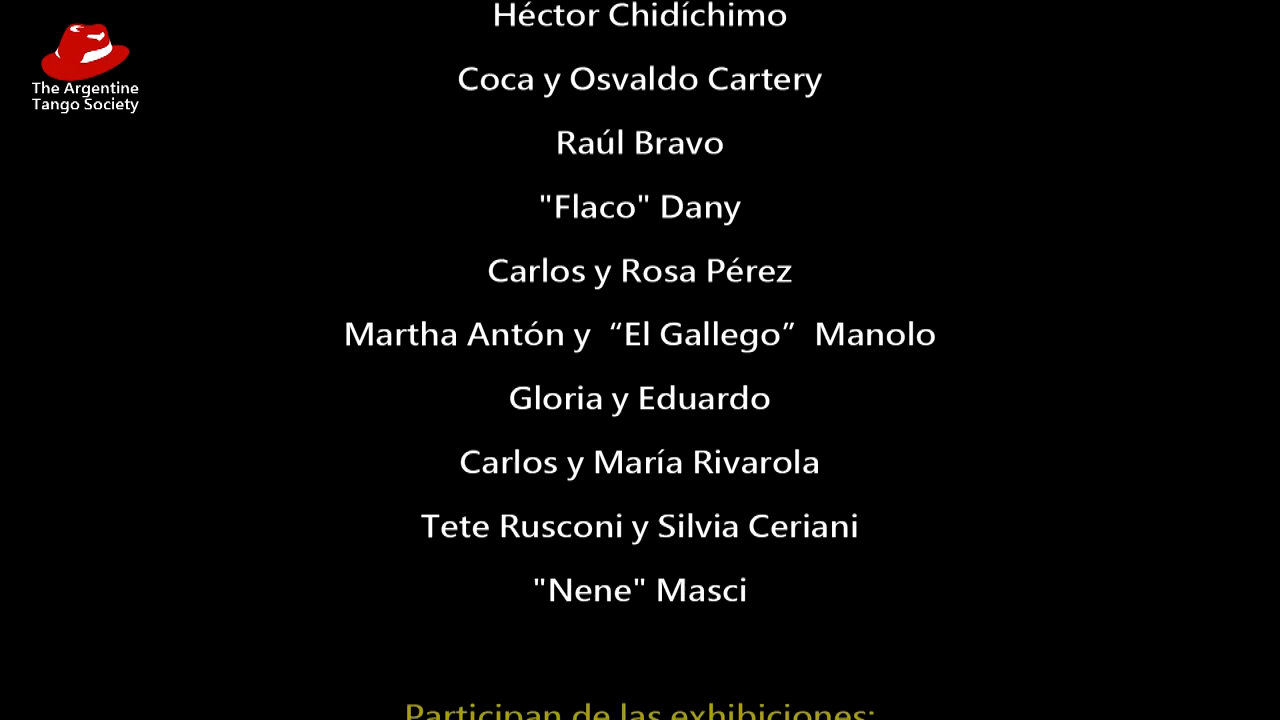 The Argentine
Tango Society
Héctor Chidíchimo
Coca y Osvaldo Cartery
Raúl Bravo
"Flaco" Dany
Carlos y Rosa Pérez
Martha Antón y “El Gallego” Manolo
Gloria y Eduardo
Carlos y María Rivarola
Tete Rusconi y Silvia Ceriani
"Nene" Masci
Participan de las exhibiciones: